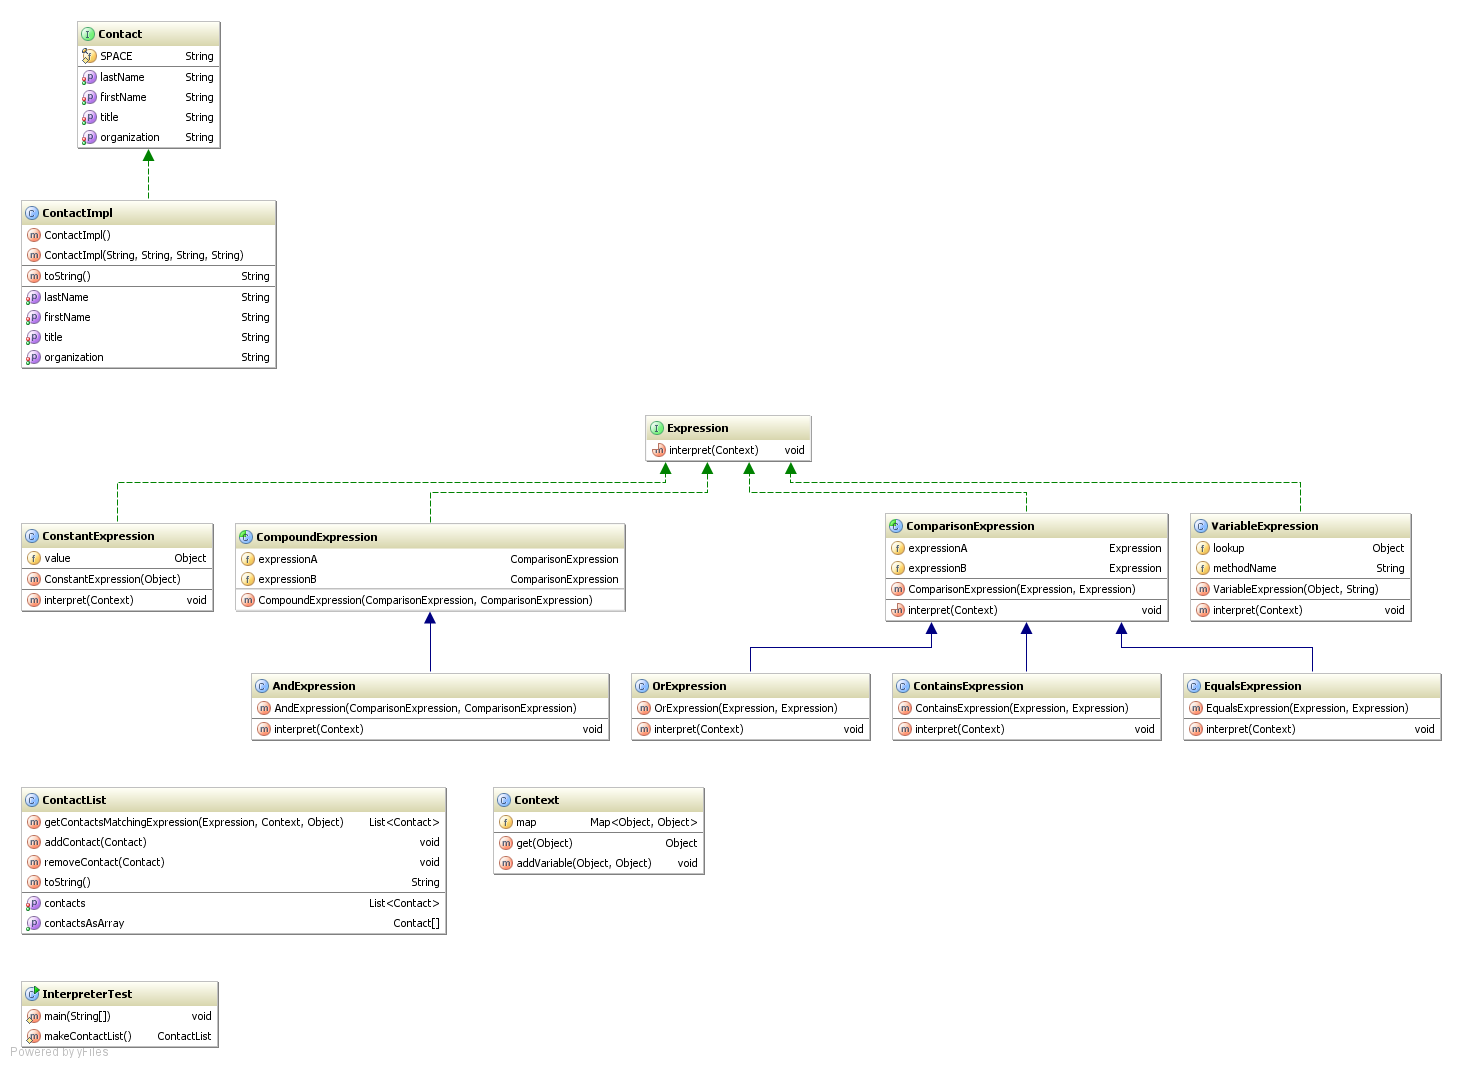 Contact
SPACE String
lastName String
firstName String
title String
organization String
ContactImpl
ContactImpl()
ContactImpl(String, String, String, String)
toString() String
lastName String
firstName String
title String
organization String
Expression
interpret(Context) void
ConstantExpression
value Object
ConstantExpression(Object)
interpret(Context) void
CompoundExpression
expressionA ComparisonExpression
expressionB ComparisonExpression
CompoundExpression(ComparisonExpression, ComparisonExpression)
ComparisonExpression
expressionA Expression
expressionB Expression
ComparisonExpression(Expression, Expression)
interpret(Context) void
VariableExpression
lookup Object
methodName String
VariableExpression(Object, String)
interpret(Context) void
AndExpression
AndExpression(ComparisonExpression, ComparisonExpression)
interpret(Context) void
OrExpression
OrExpression(Expression, Expression)
interpret(Context) void
ContainsExpression
ContainsExpression(Expression, Expression)
interpret(Context) void
EqualsExpression
EqualsExpression(Expression, Expression)
interpret(Context) void
ContactList
getContactsMatchingExpression(Expression, Context, Object) List<Contact>
addContact(Contact) void
removeContact(Contact) void
toString() String
contacts List<Contact>
contactsAsArray Contact[]
Context
map Map<Object, Object>
get(Object) Object
addVariable(Object, Object) void
InterpreterTest
main(String[]) void
makeContactList() ContactList
Powered by yFiles